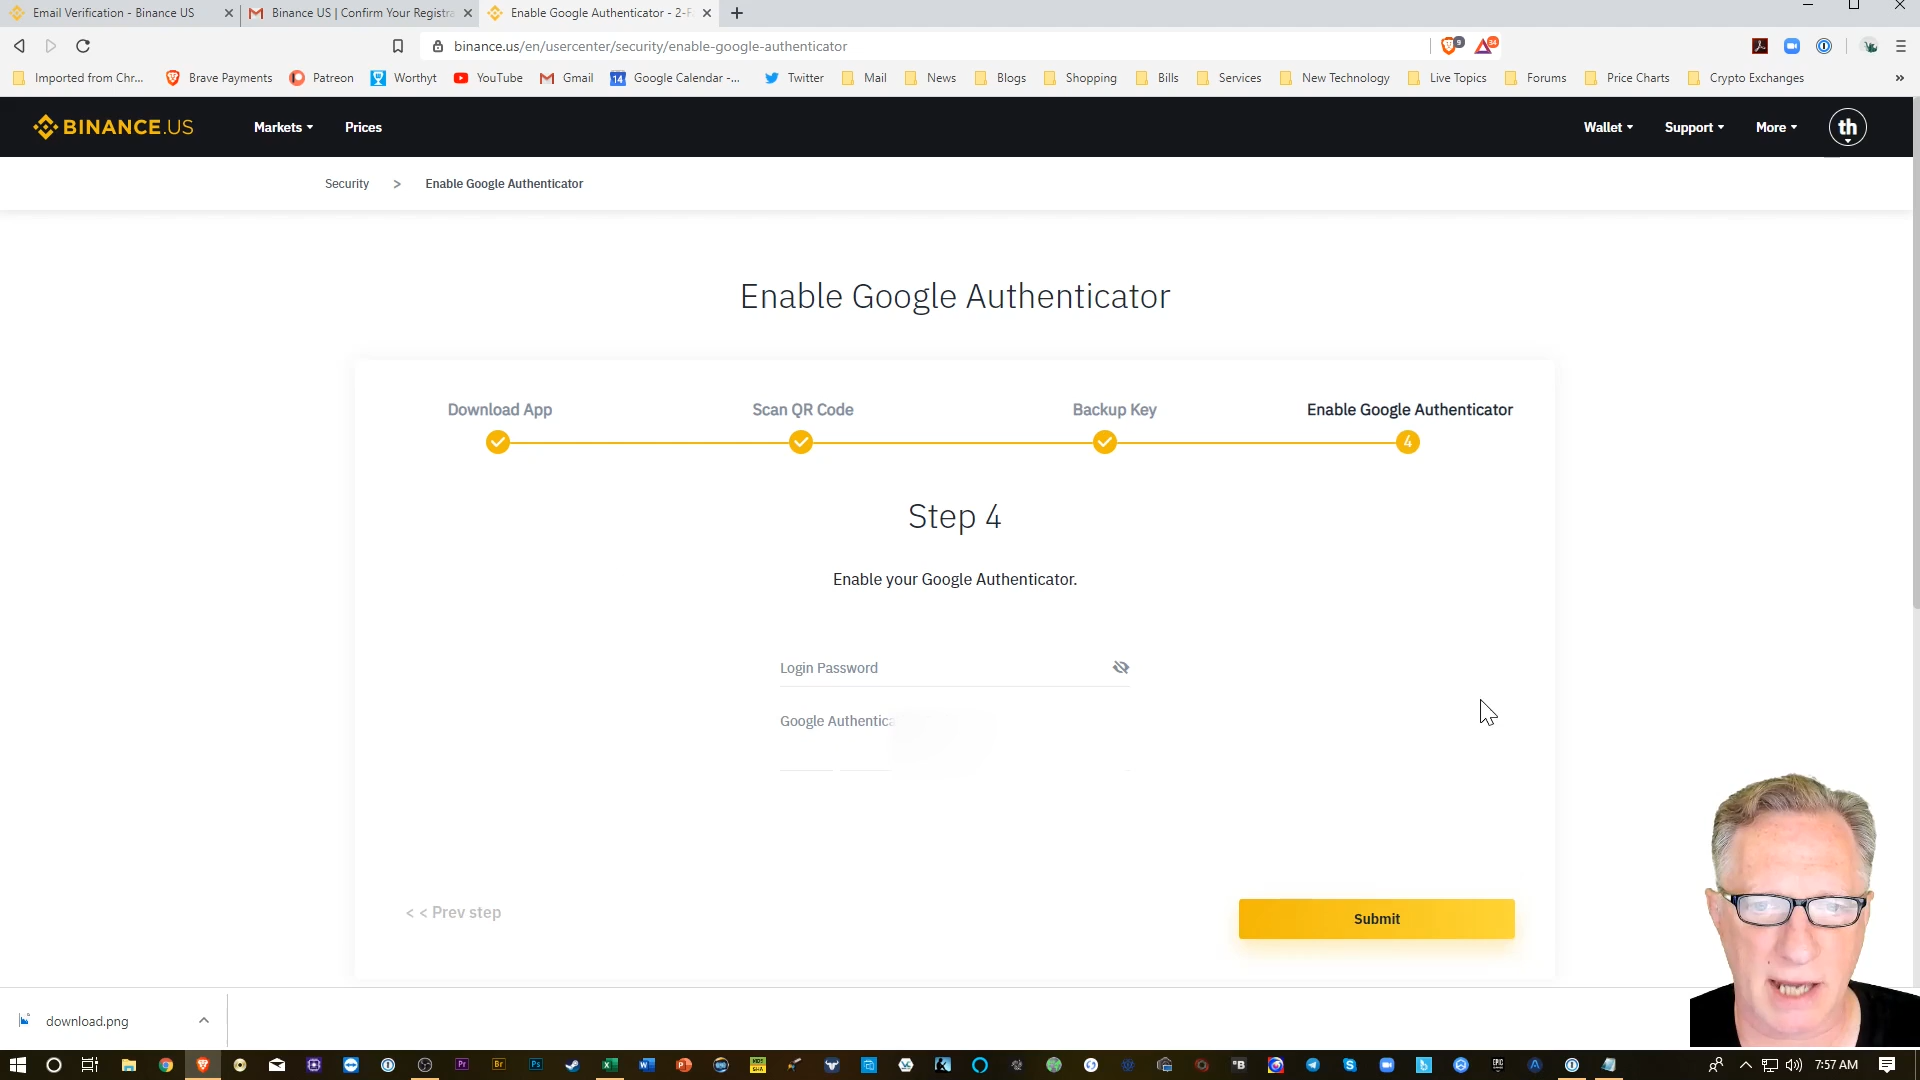 Email Verification - Binance US
Binance US | Confirm Your Registra
Enable Google Authenticator - 2-F
binance.us/en/usercenter/security/enable-google-authenticator
9
34
Imported from Chr...
Brave Payments
Patreon
Worthyt
YouTube
Gmail
14
Google Calendar -...
Twitter
Mail
News
Blogs
Shopping
Bills
Services
New Technology
Live Topics
Forums
Price Charts
Crypto Exchanges
»
BINANCE.US
Markets
Prices
Wallet
Support
More
th
Security > Enable Google Authenticator
Enable Google Authenticator
Download App
Scan QR Code
Backup Key
Enable Google Authenticator
4
Step 4
Enable your Google Authenticator.
Login Password
Google Authentica
< < Prev step
Submit
download.png
7:57 AM